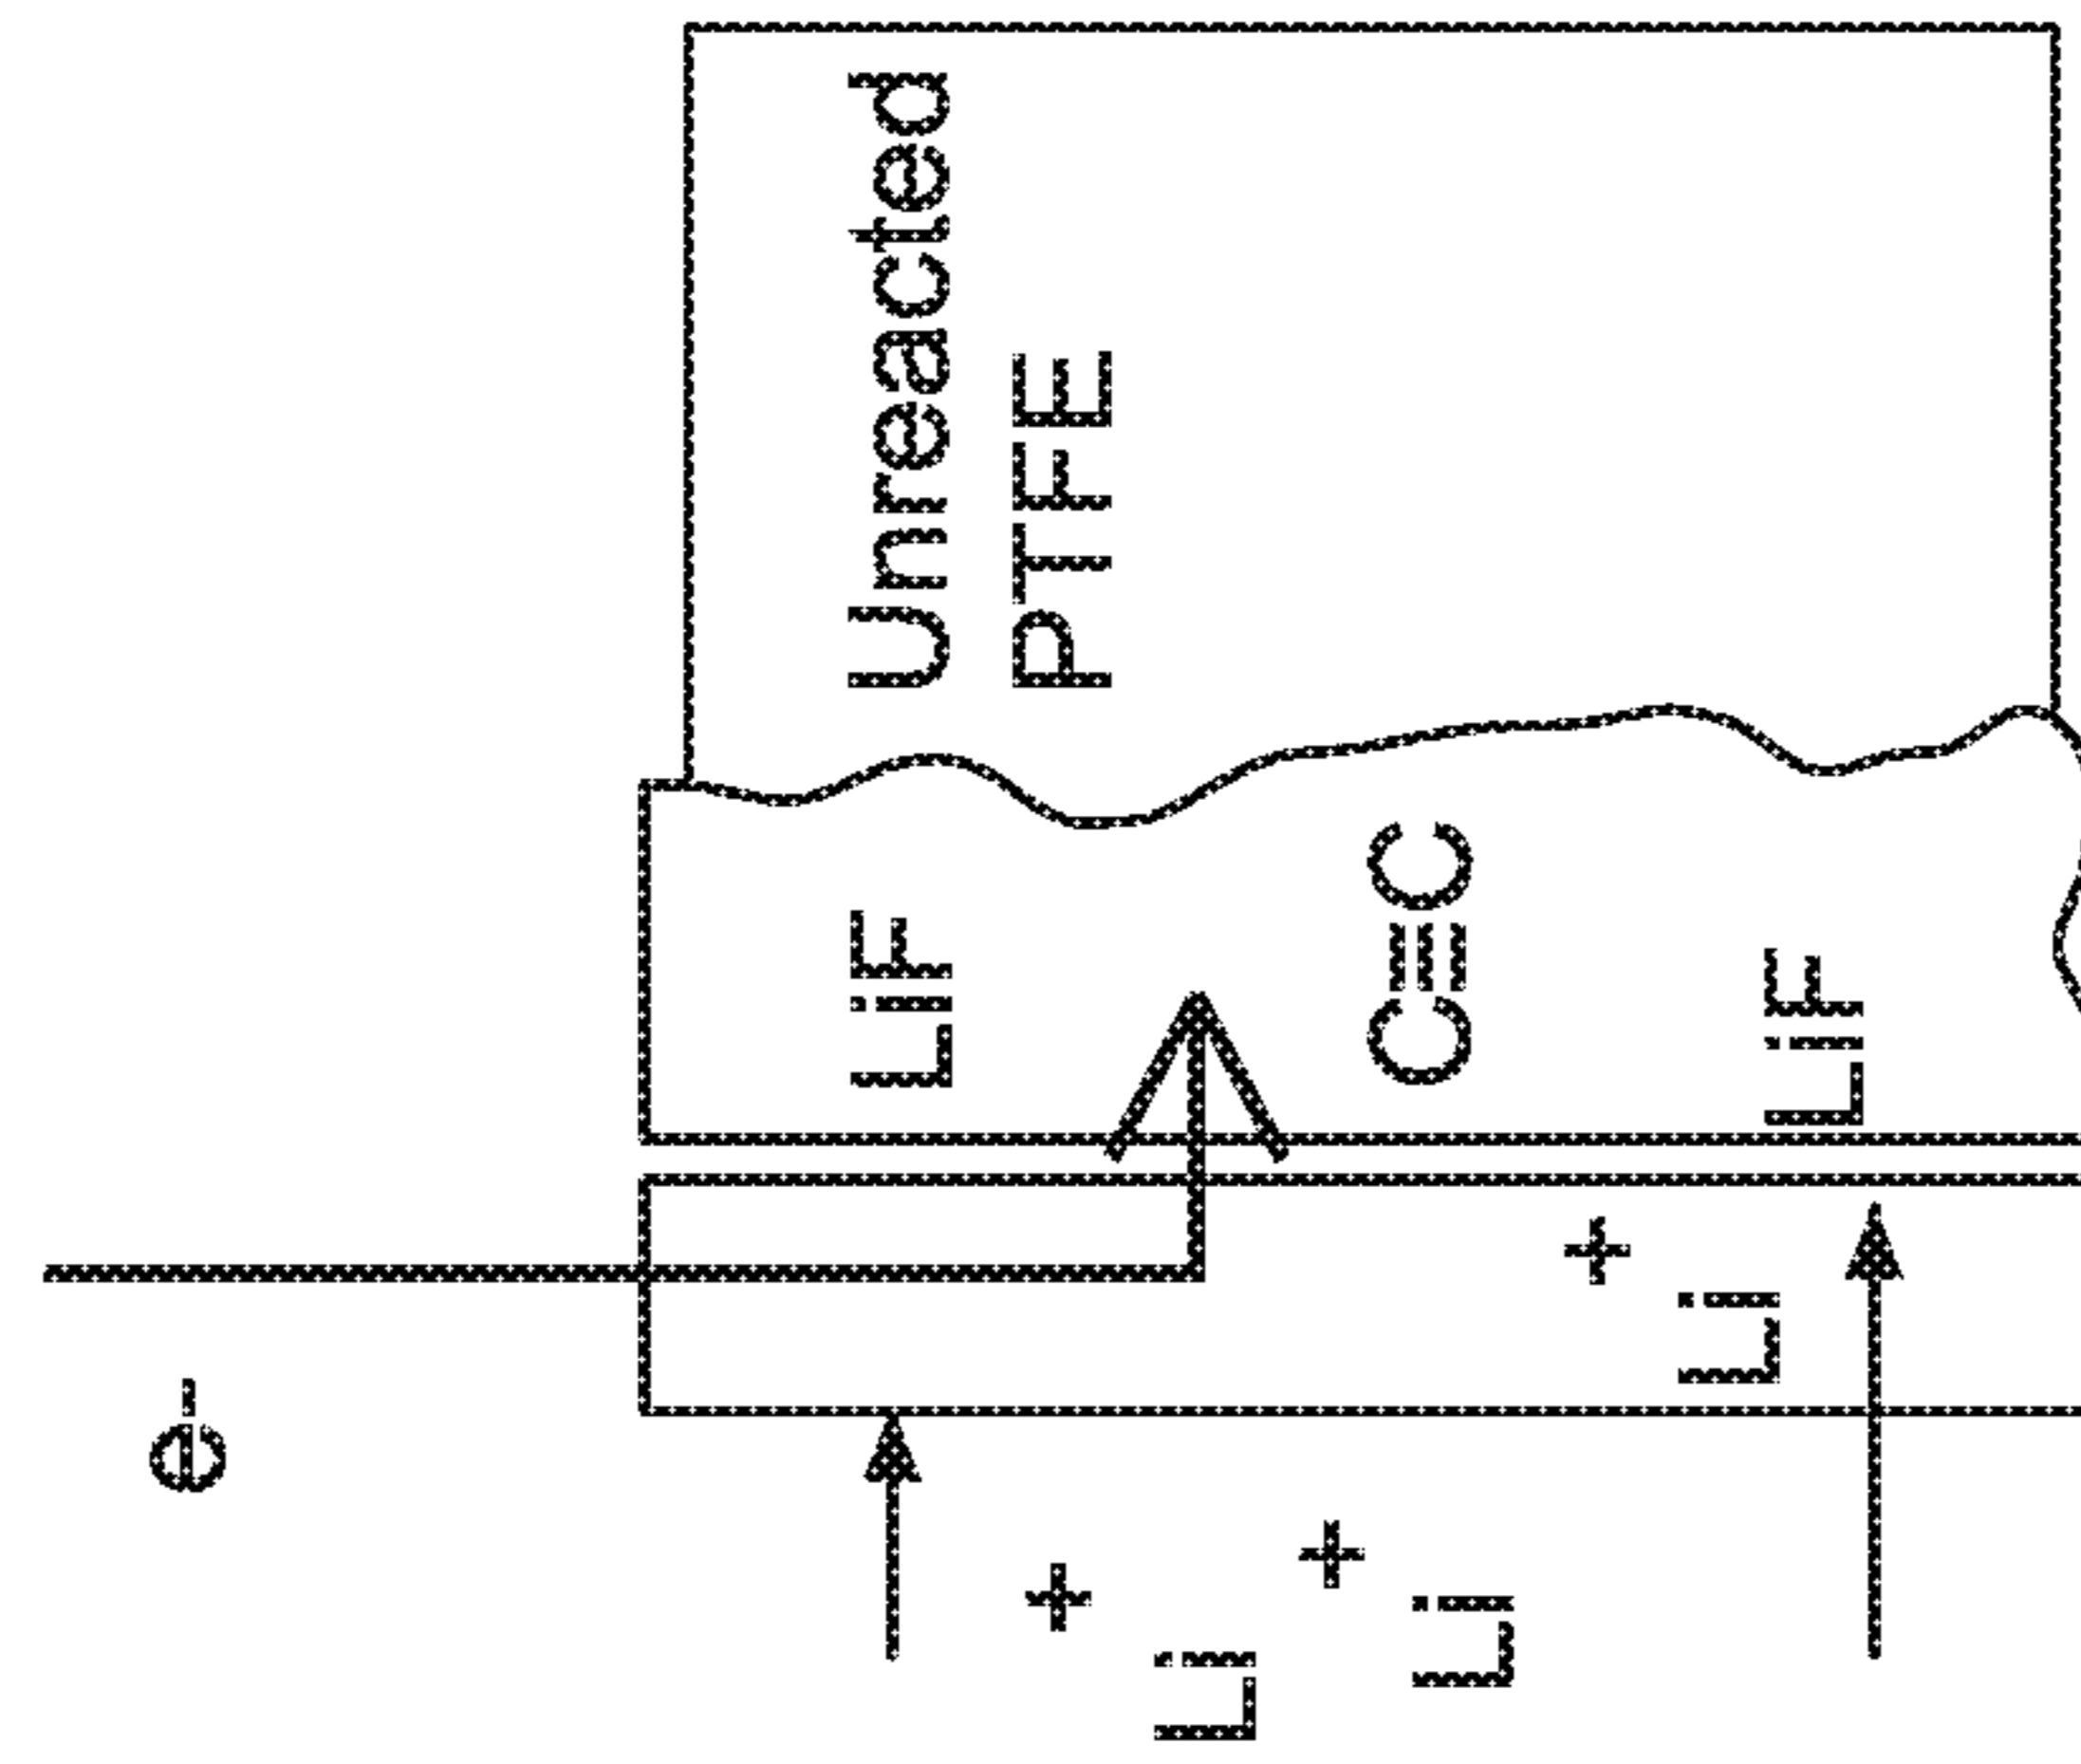 e-
Li+
LiF
Unreacted
PTFE
Li+
C≡C
Li+
LiF